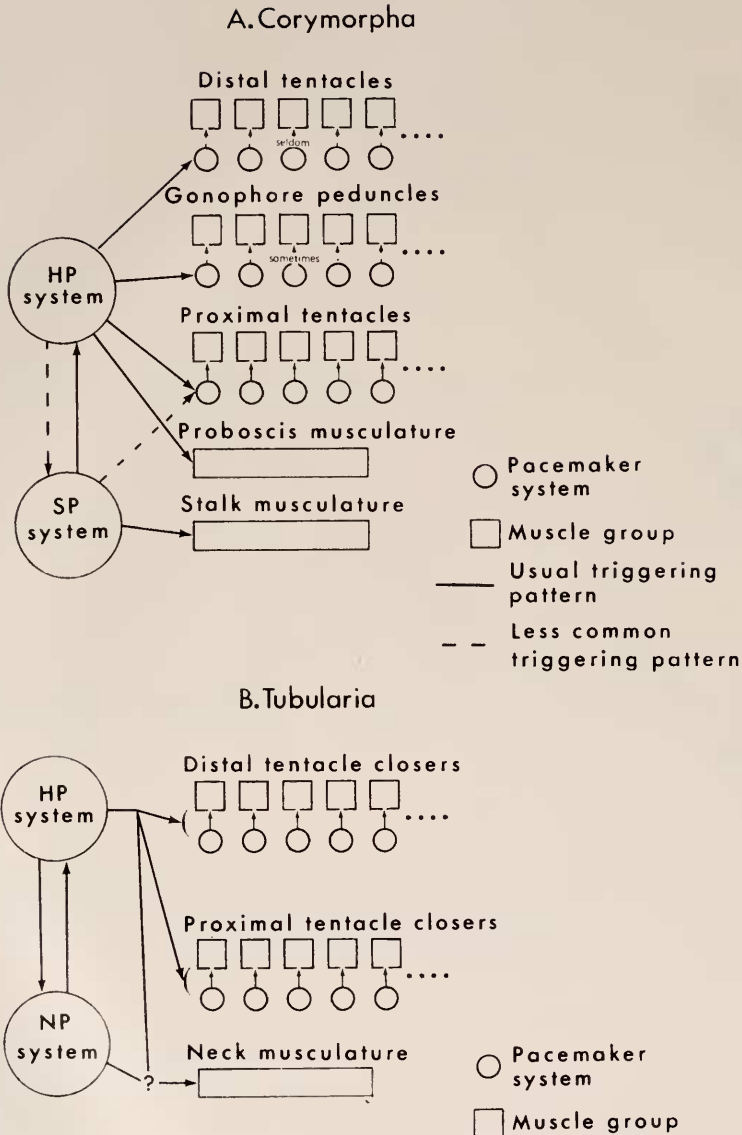 A. Corymorpha
Distal tentacles
seldom
Gonophore peduncles
HP
system
sometimes
Proximal tentacles
Proboscis musculature
SP
system
Stalk musculature
Pacemaker
system
Muscle group
Usual triggering
pattern
Less common
triggering pattern
B. Tubularia
HP
system
Distal tentacle closers
Proximal tentacle closers
NP
system
Neck musculature
?
Pacemaker
system
Muscle group